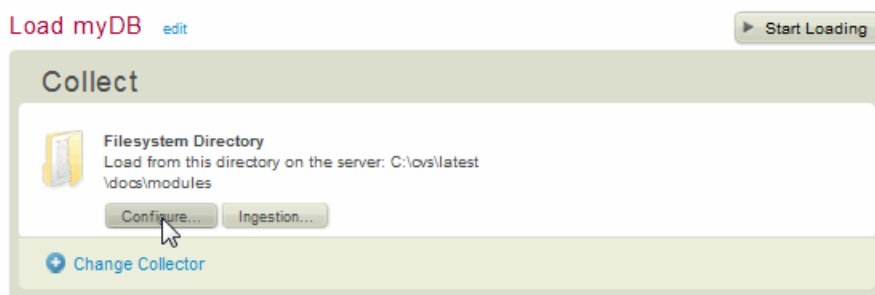 Load myDB edit
Start Loading
Collect
Filesystem Directory
Load from this directory on the server: C:\cvs\latest
\docs\modules
Configure... Ingestion...
Change Collector